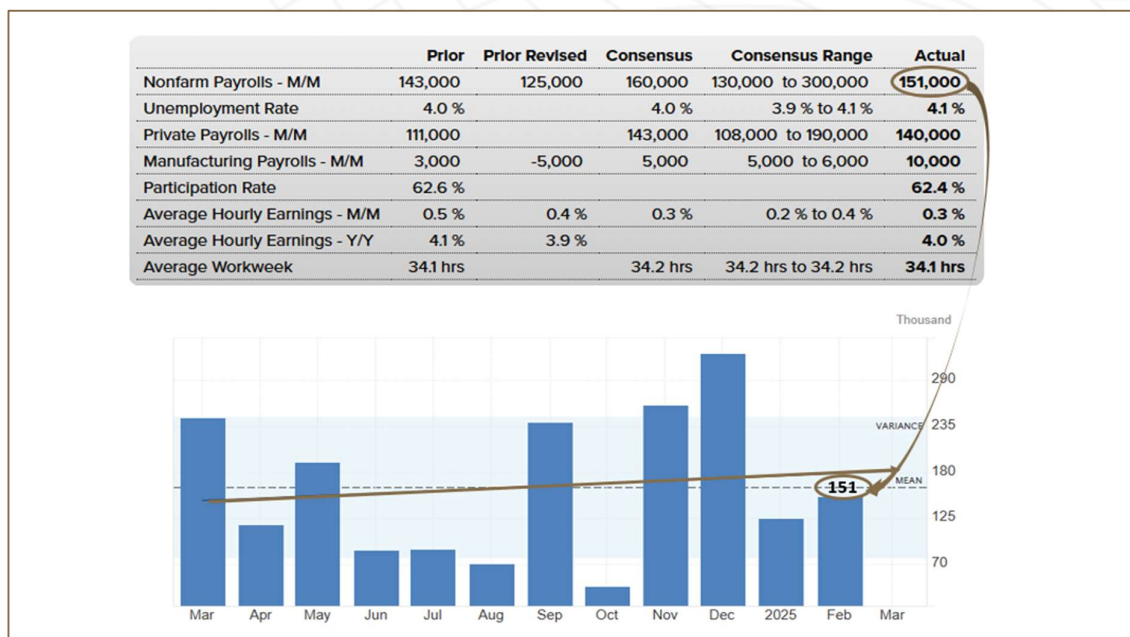 Prior Prior Revised Consensus Consensus Range Actual
Nonfarm Payrolls - M/M 143,000 125,000 160,000 130,000 to 300,000 151,000
Unemployment Rate 4.0 % 4.0 % 3.9 % to 4.1 % 4.1 %
Private Payrolls - M/M 111,000 143,000 108,000 to 190,000 140,000
Manufacturing Payrolls - M/M 3,000 -5,000 5,000 5,000 to 6,000 10,000
Participation Rate 62.6 % 62.4 %
Average Hourly Earnings - M/M 0.5 % 0.4 % 0.3 % 0.2 % to 0.4 % 0.3 %
Average Hourly Earnings - Y/Y 4.1 % 3.9 % 4.0 %
Average Workweek 34.1 hrs 34.2 hrs 34.2 hrs to 34.2 hrs 34.1 hrs
Thousand
290
VARIANCE 235
180
MEAN
151
125
70
Mar Apr May Jun Jul Aug Sep Oct Nov Dec 2025 Feb Mar